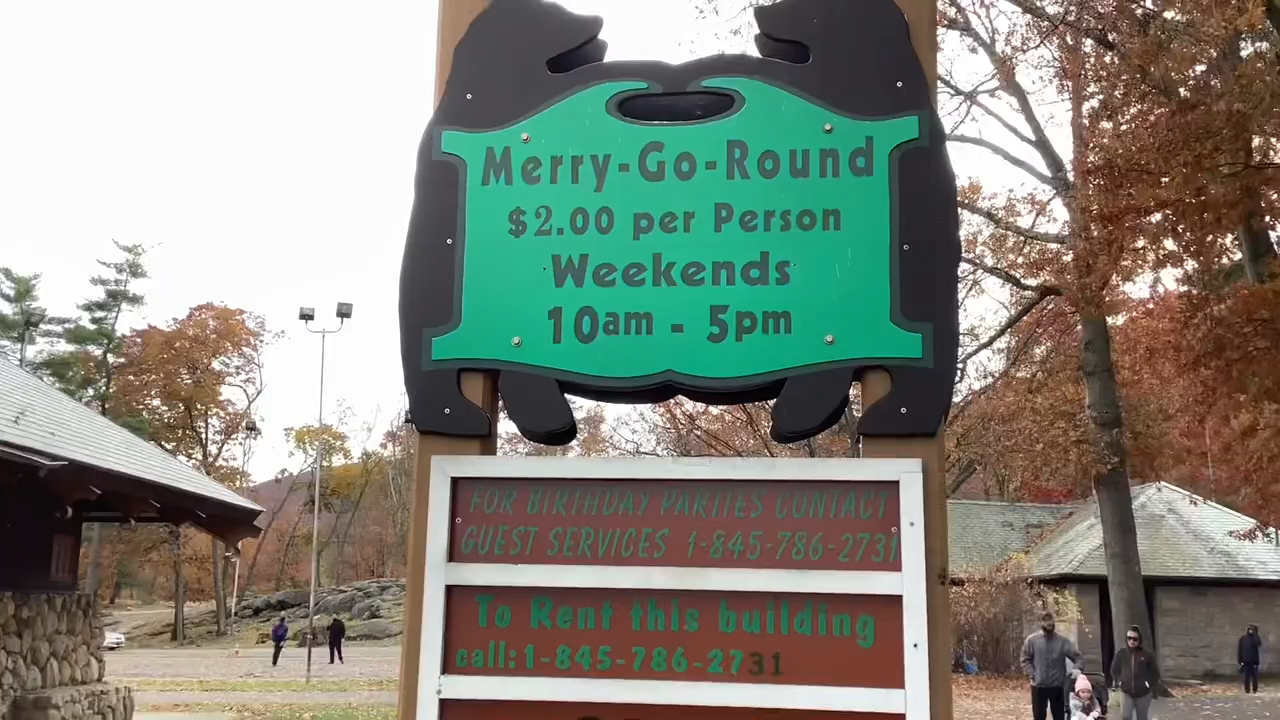 Merry-Go-Round
$2.00 per Person
Weekends
10am - 5pm
FOR BIRTHDAY PARITIES CONTACT
GUEST SERVICES 1-845-786-2731
To Rent this building
call:1-845-786-2731